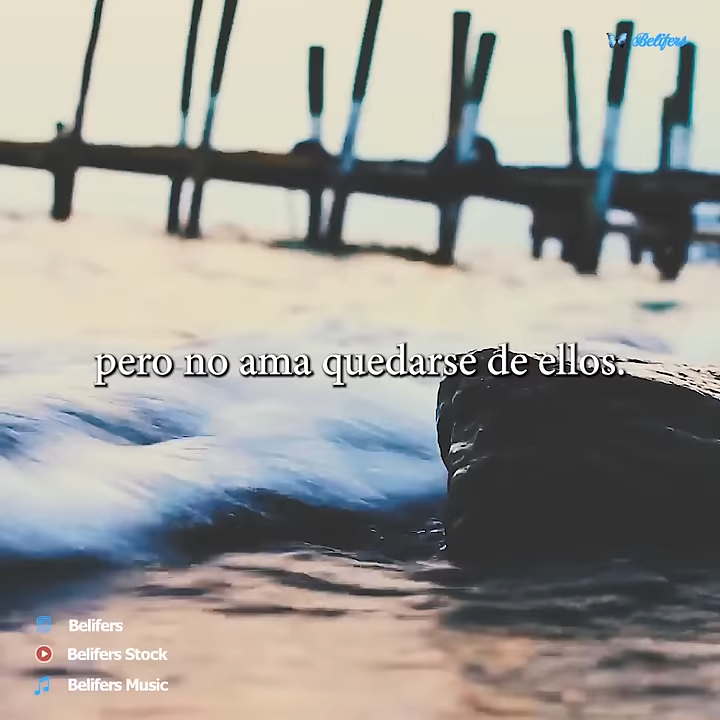 Belifers
pero no ama quedarse de ellos.
Belifers
Belifers Stock
Belifers Music